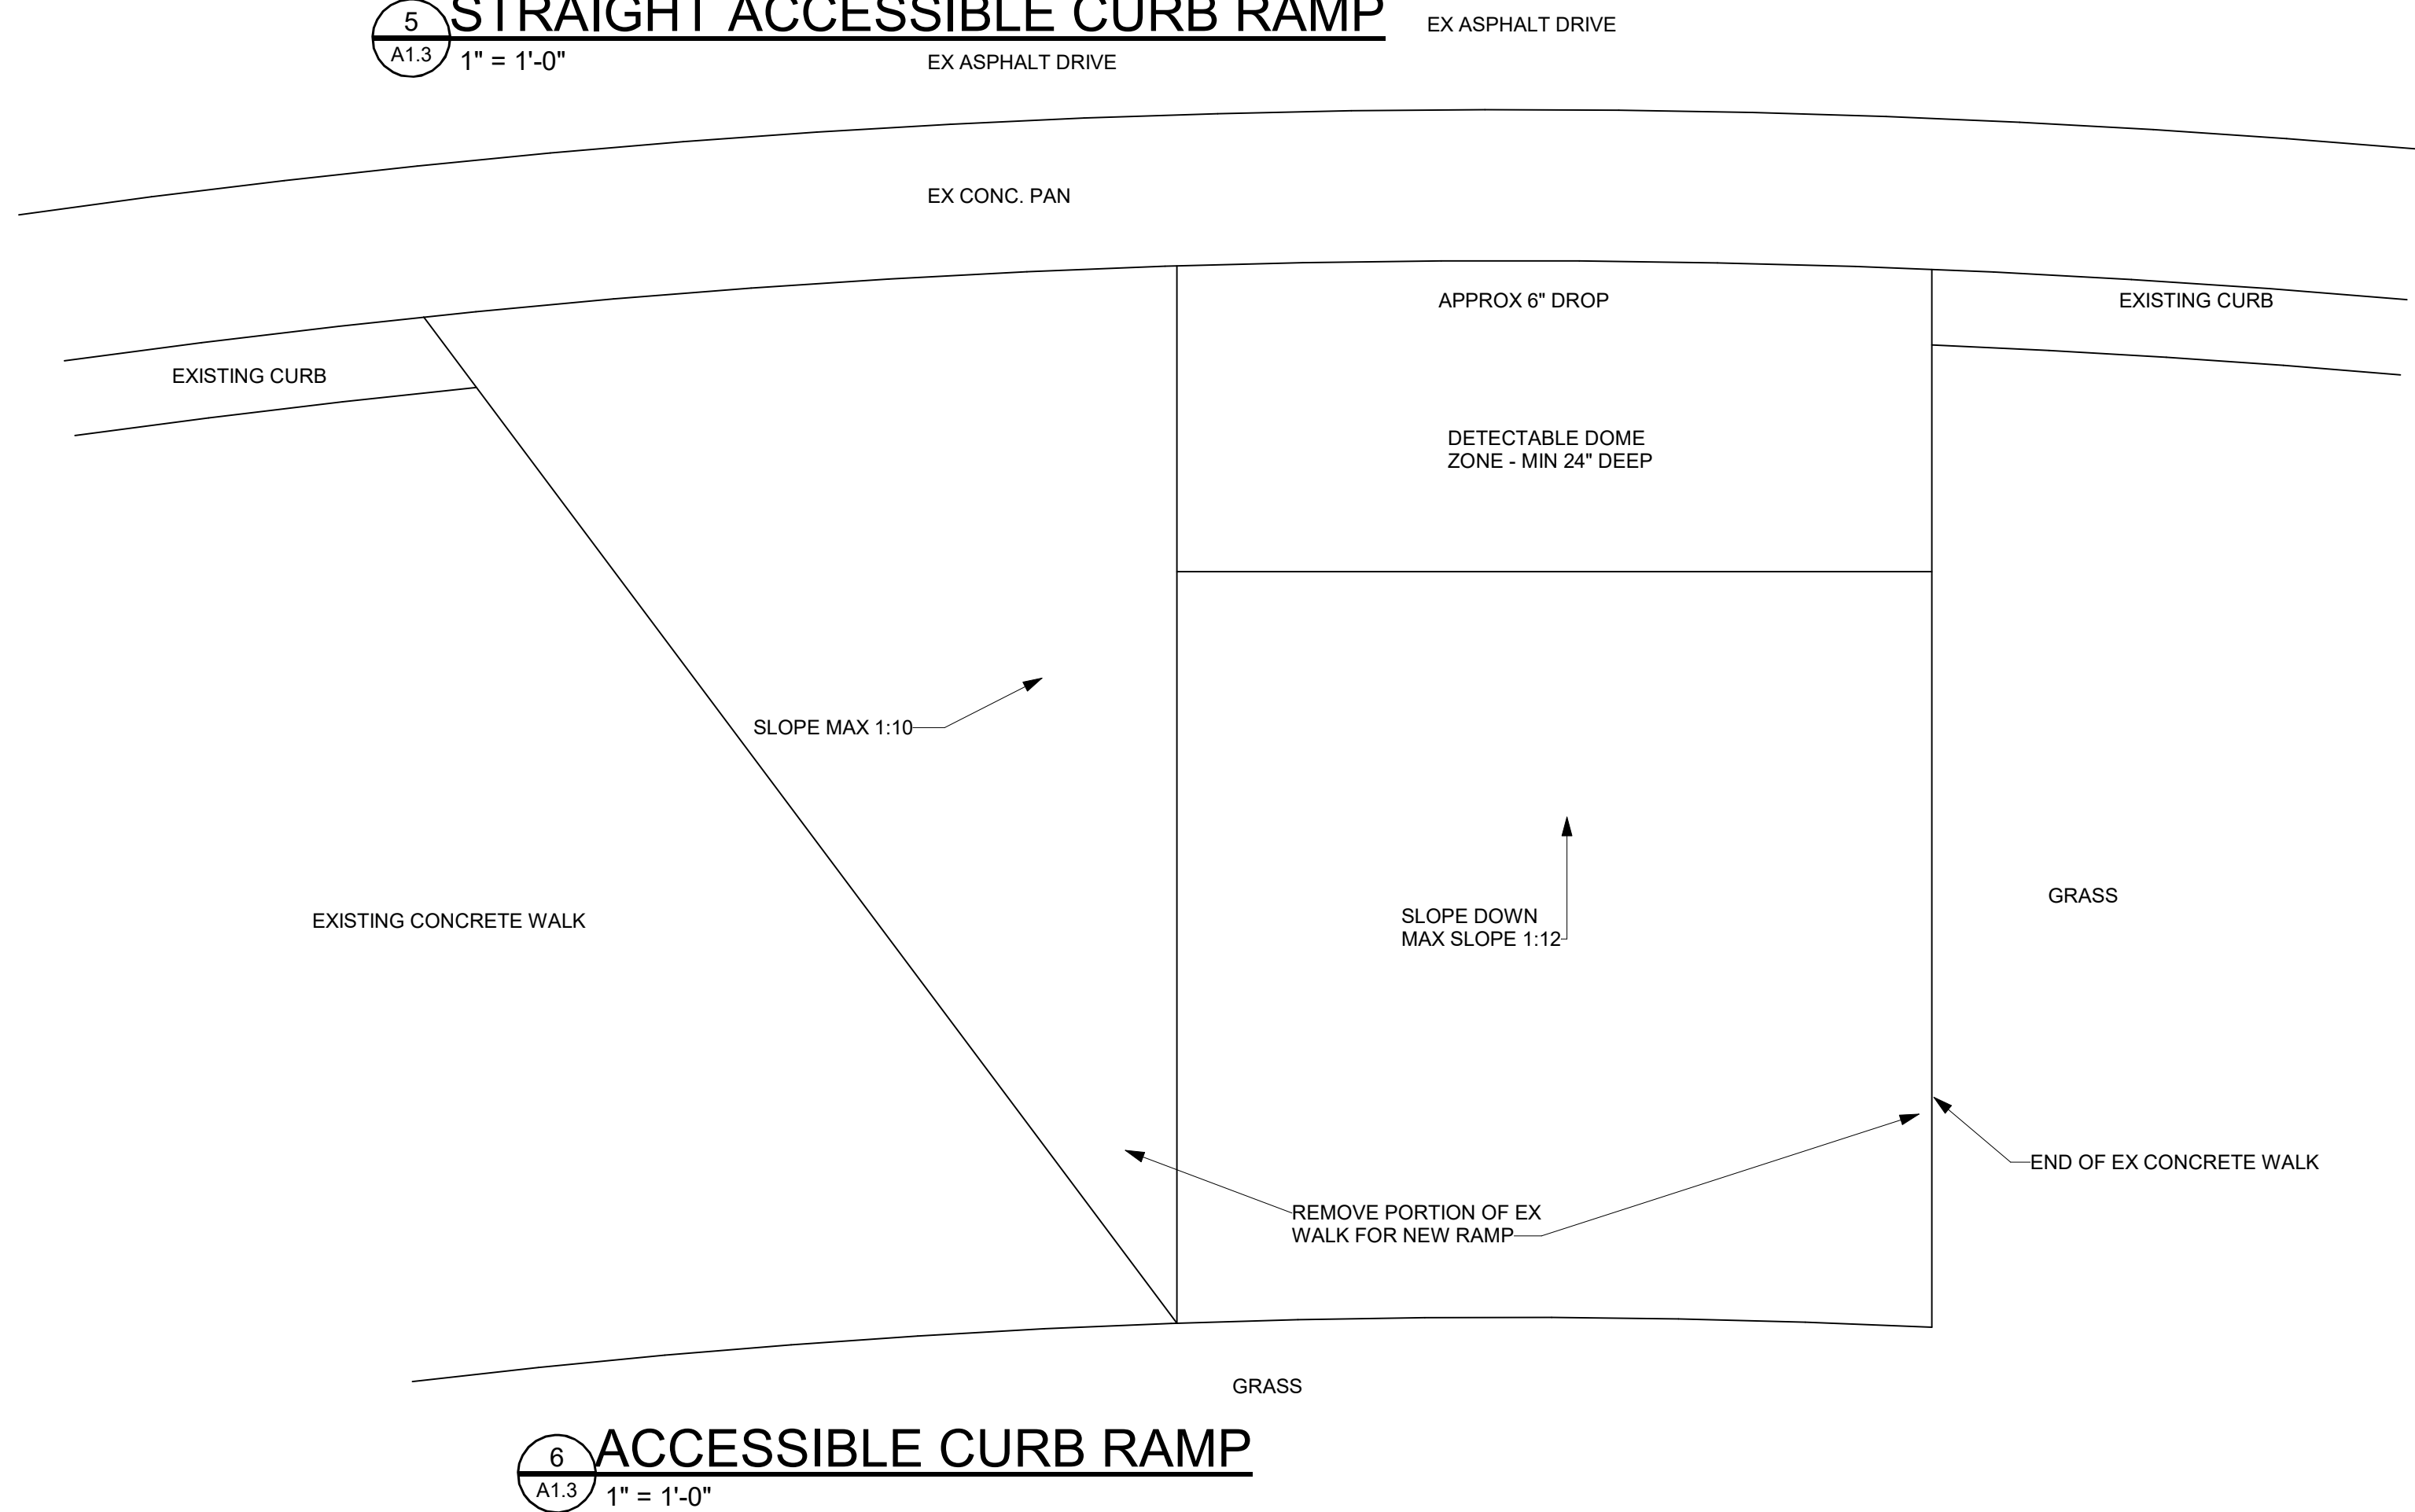 5
STRAIGHT ACCESSIBLE CURB RAMP
A1.3
1" = 1'-0"
EX ASPHALT DRIVE
EX ASPHALT DRIVE
EX CONC. PAN
APPROX 6" DROP
EXISTING CURB
EXISTING CURB
DETECTABLE DOME
ZONE - MIN 24" DEEP
SLOPE MAX 1:10
EXISTING CONCRETE WALK
SLOPE DOWN
MAX SLOPE 1:12
GRASS
END OF EX CONCRETE WALK
REMOVE PORTION OF EX
WALK FOR NEW RAMP
GRASS
6
ACCESSIBLE CURB RAMP
A1.3
1" = 1'-0"